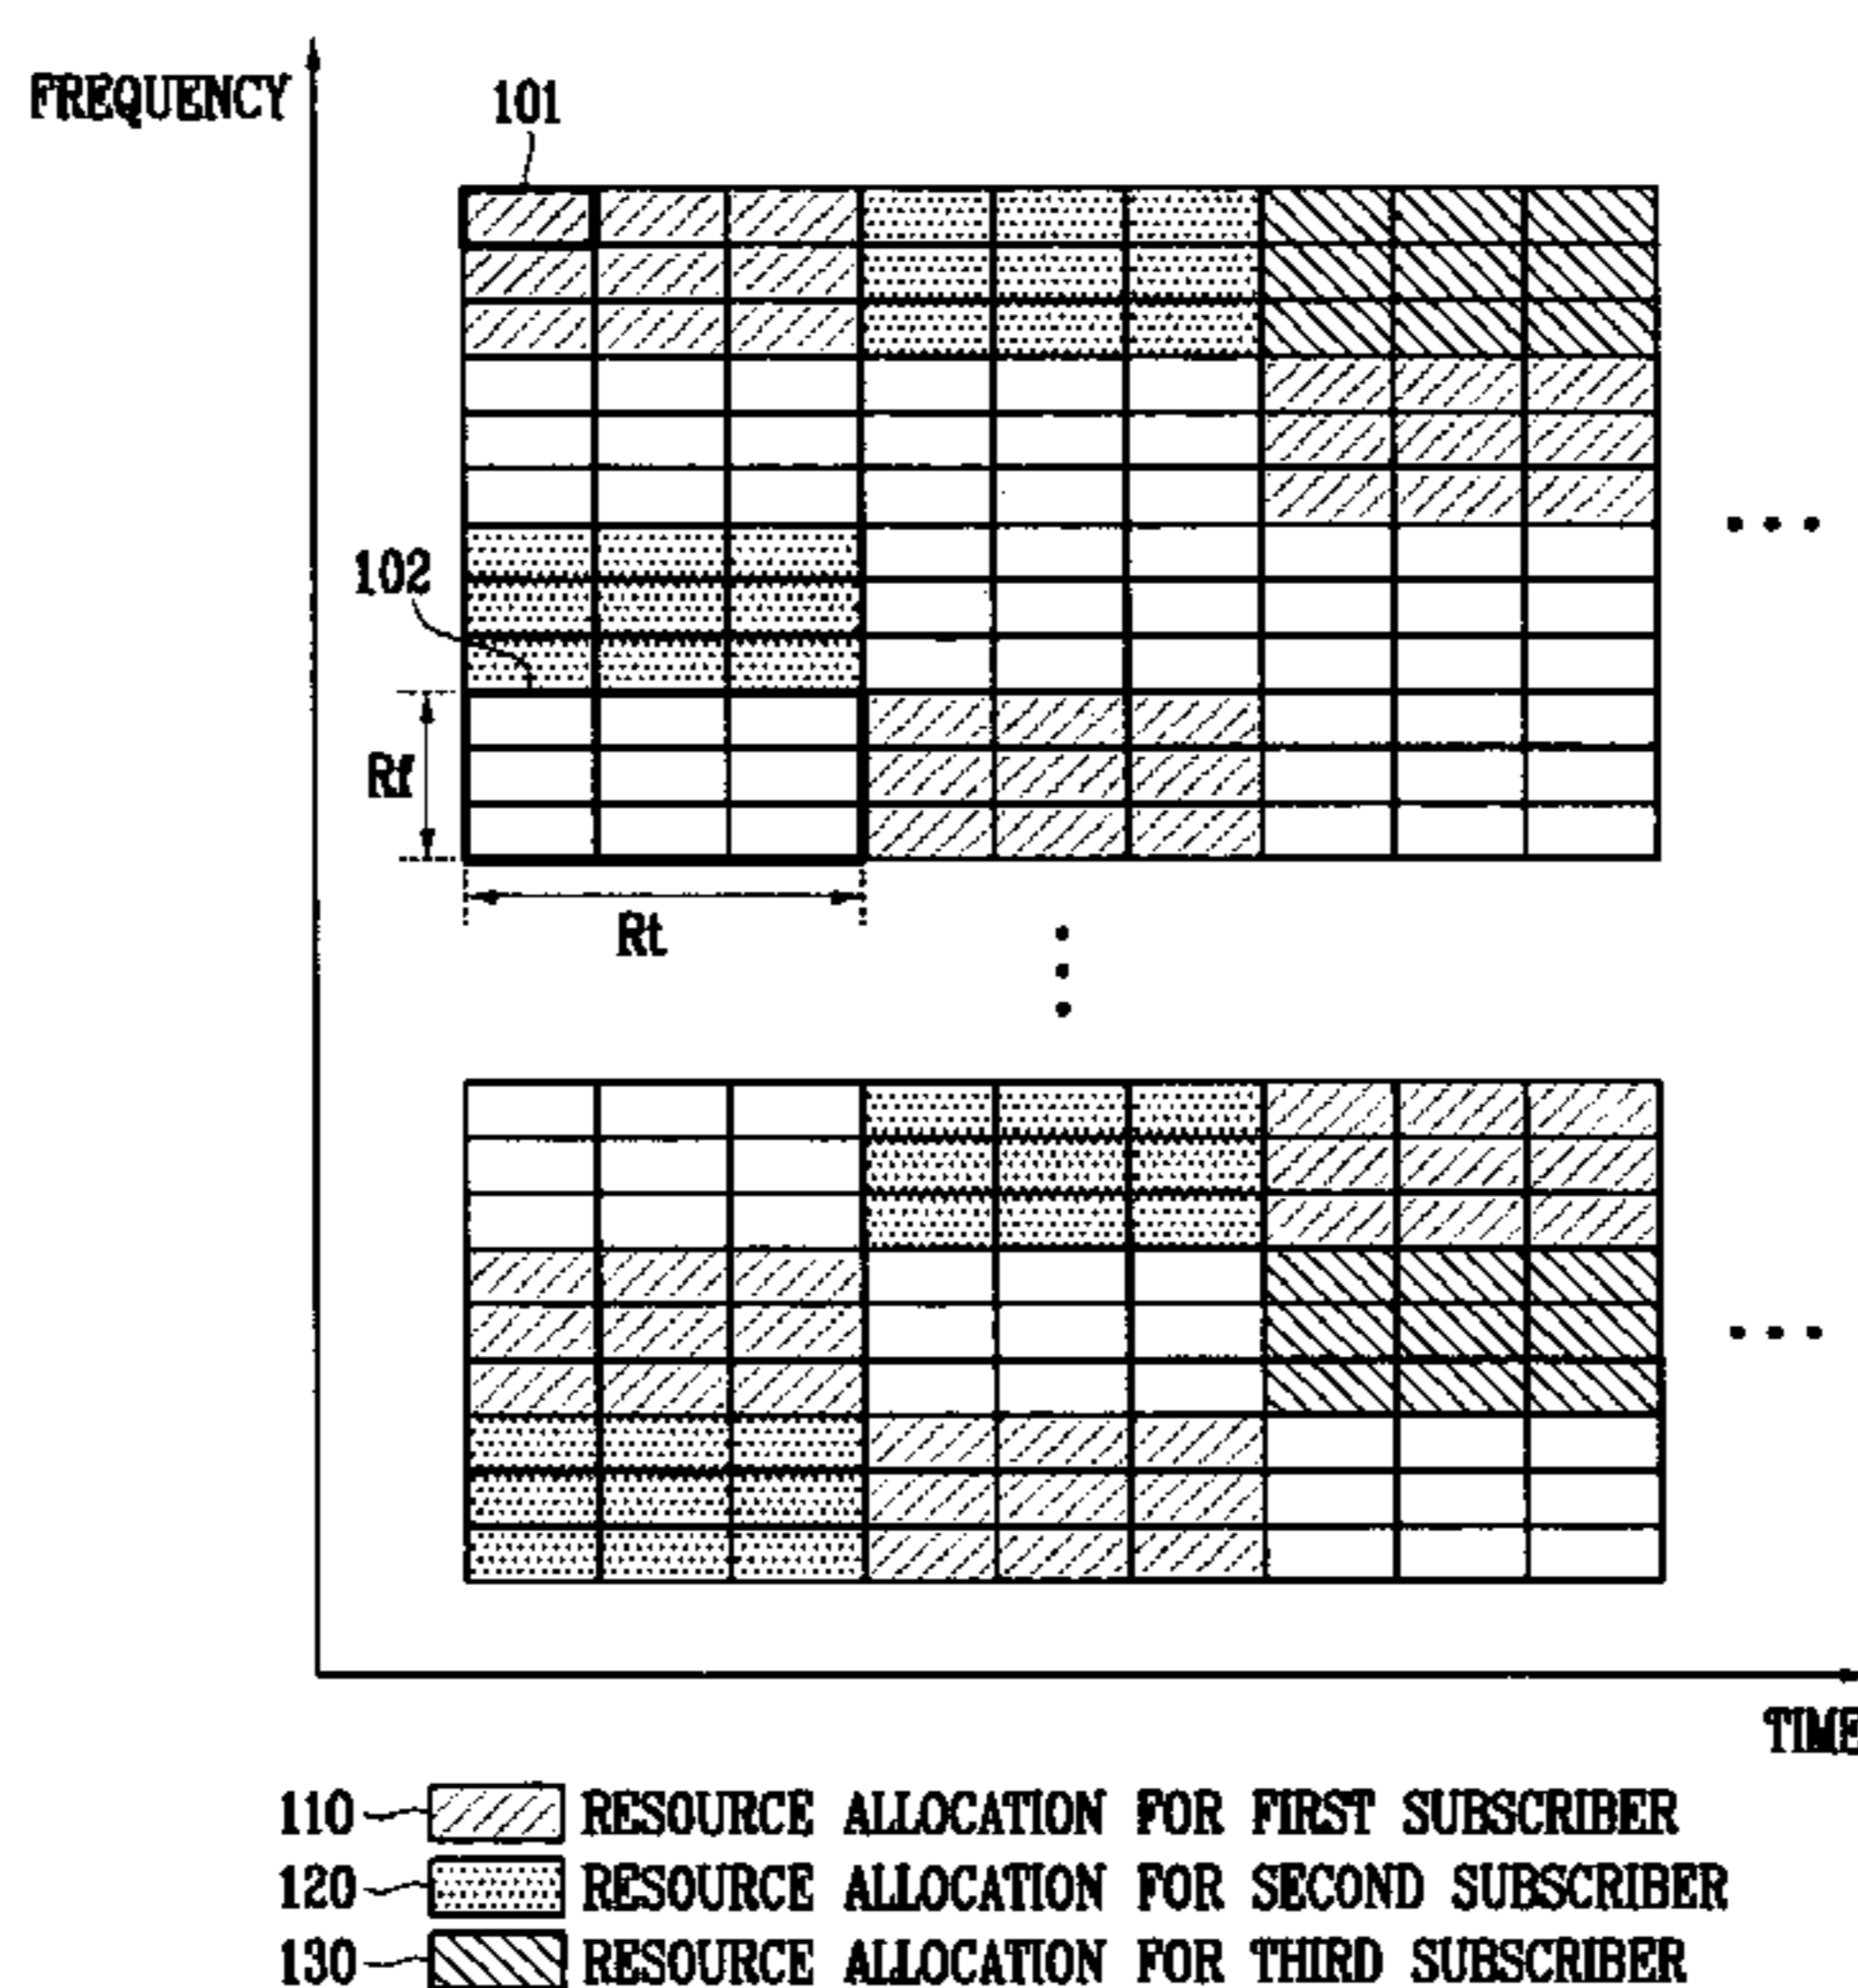 FREQUENCY
101
102
Rf
Rt
TIME
110 RESOURCE ALLOCATION FOR FIRST SUBSCRIBER
120 RESOURCE ALLOCATION FOR SECOND SUBSCRIBER
130 RESOURCE ALLOCATION FOR THIRD SUBSCRIBER